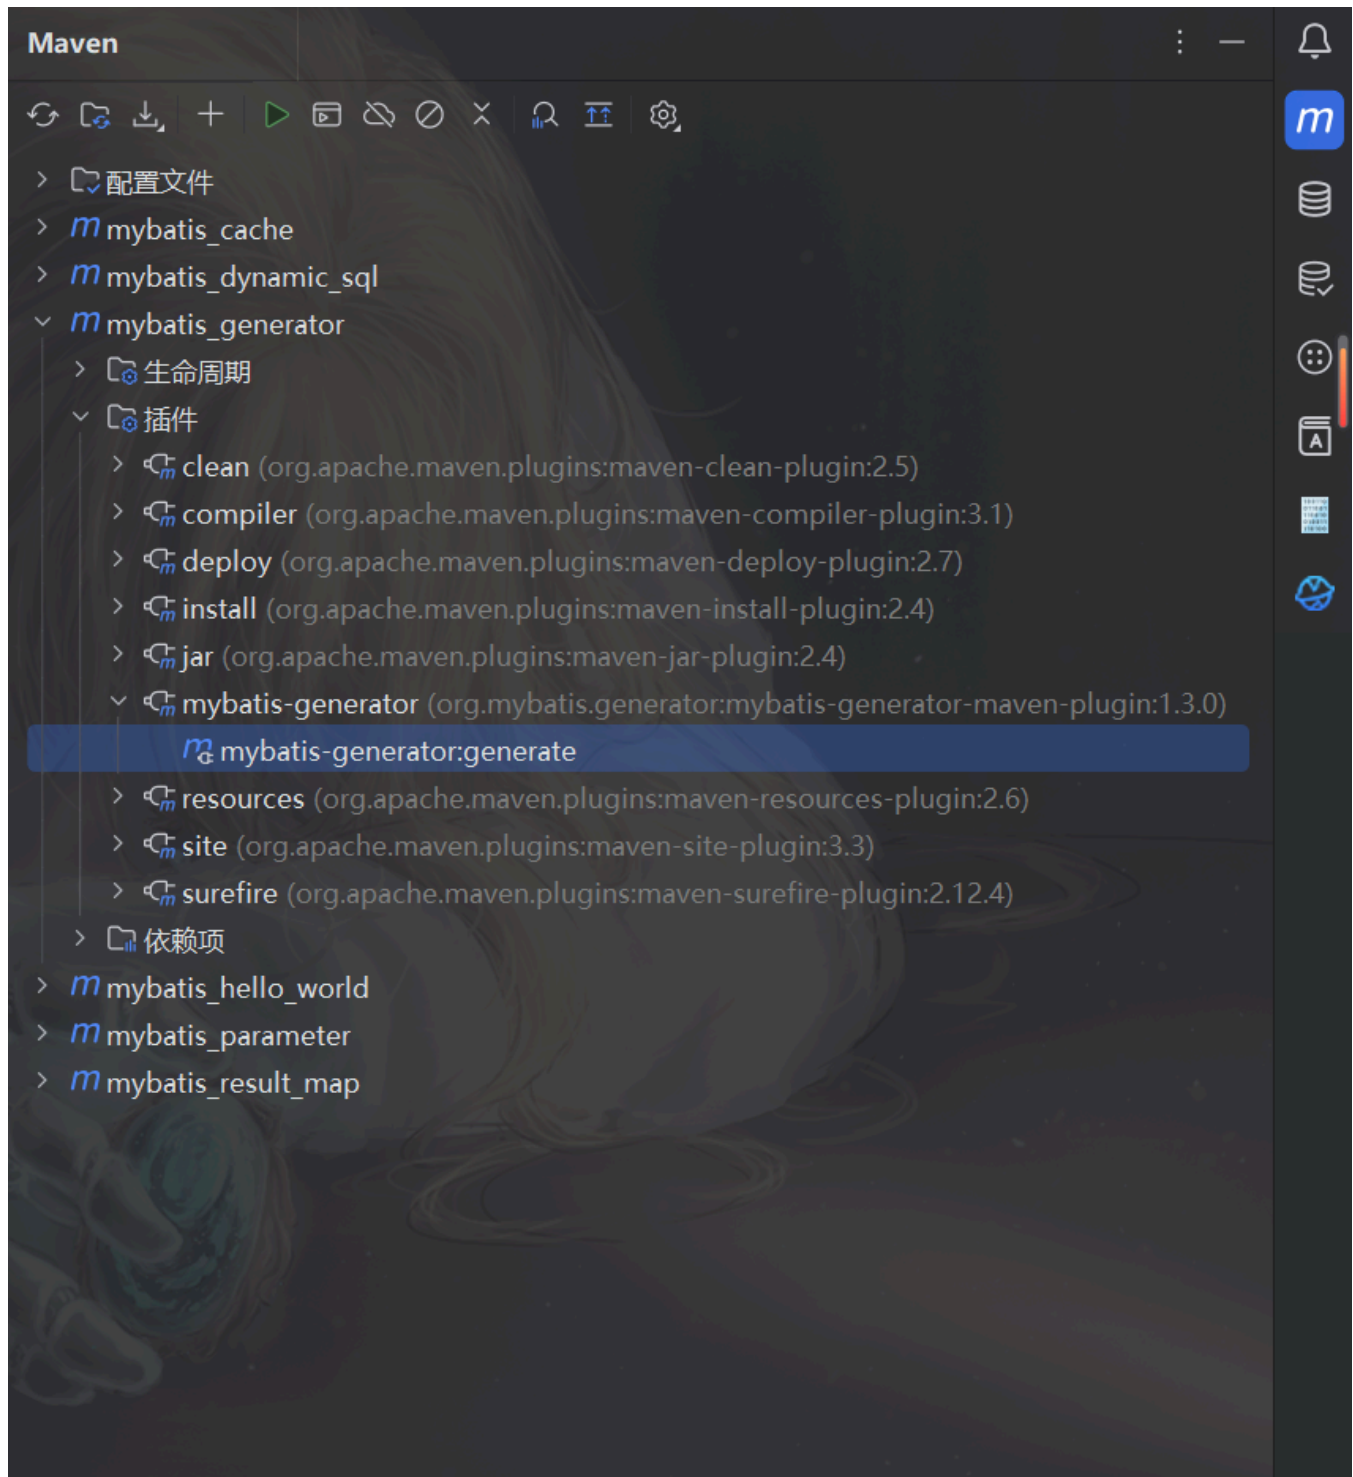 Maven
配置文件
mybatis_cache
mybatis_dynamic_sql
mybatis_generator
生命周期
插件
clean (org.apache.maven.plugins:maven-clean-plugin:2.5)
compiler (org.apache.maven.plugins:maven-compiler-plugin:3.1)
deploy (org.apache.maven.plugins:maven-deploy-plugin:2.7)
install (org.apache.maven.plugins:maven-install-plugin:2.4)
jar (org.apache.maven.plugins:maven-jar-plugin:2.4)
mybatis-generator (org.mybatis.generator:mybatis-generator-maven-plugin:1.3.0)
mybatis-generator:generate
resources (org.apache.maven.plugins:maven-resources-plugin:2.6)
site (org.apache.maven.plugins:maven-site-plugin:3.3)
surefire (org.apache.maven.plugins:maven-surefire-plugin:2.12.4)
依赖项
mybatis_hello_world
mybatis_parameter
mybatis_result_map